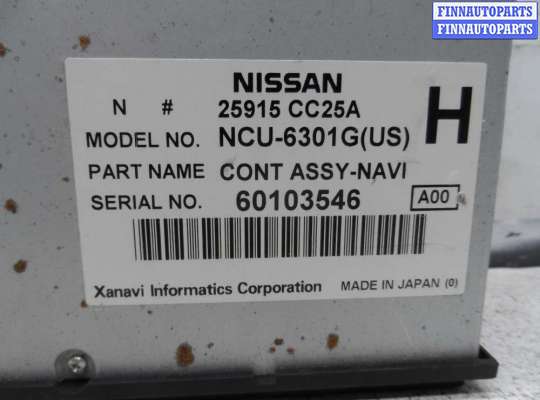 FINNAUTOPARTS
FINNAUTOPARTS
NISSAN
N # 25915 CC25A
H
MODEL NO. NCU-6301G(US)
PART NAME CONT ASSY-NAVI
SERIAL NO. 60103546 A00
Xanavi Informatics Corporation MADE IN JAPAN (0)